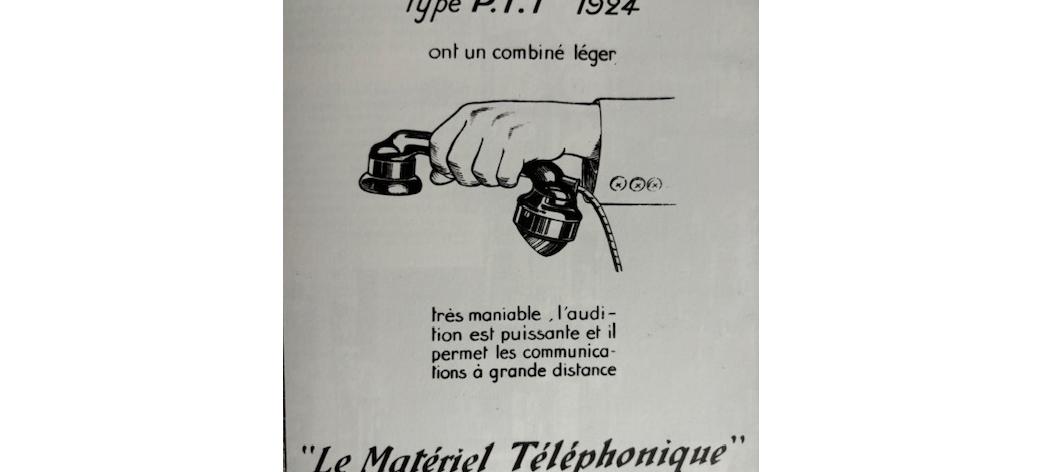 Type P.T.T 1924
ont un combiné léger
très maniable, l'audi-
tion est puissante et il
permet les communica-
tions à grande distance
"Le Matériel Téléphonique"